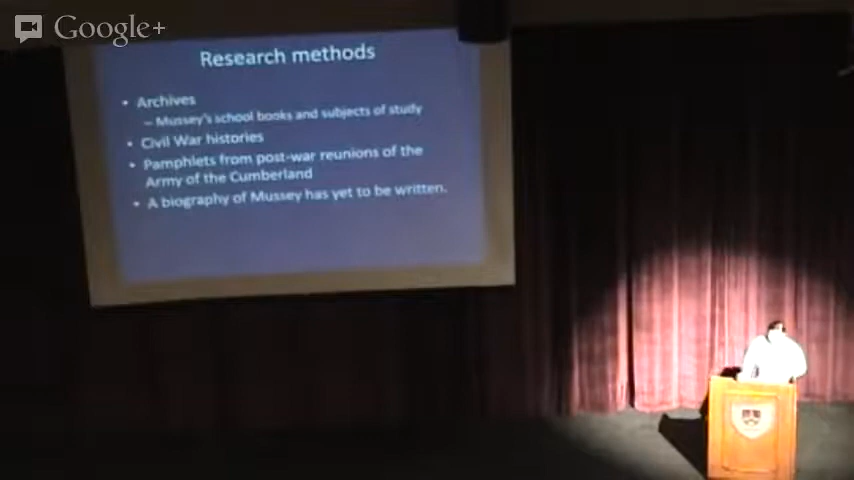 Google+
Research methods
• Archives
– Mussey's school books and subjects of study
• Civil War histories
• Pamphlets from post-war reunions of the
Army of the Cumberland
• A biography of Mussey has yet to be written.